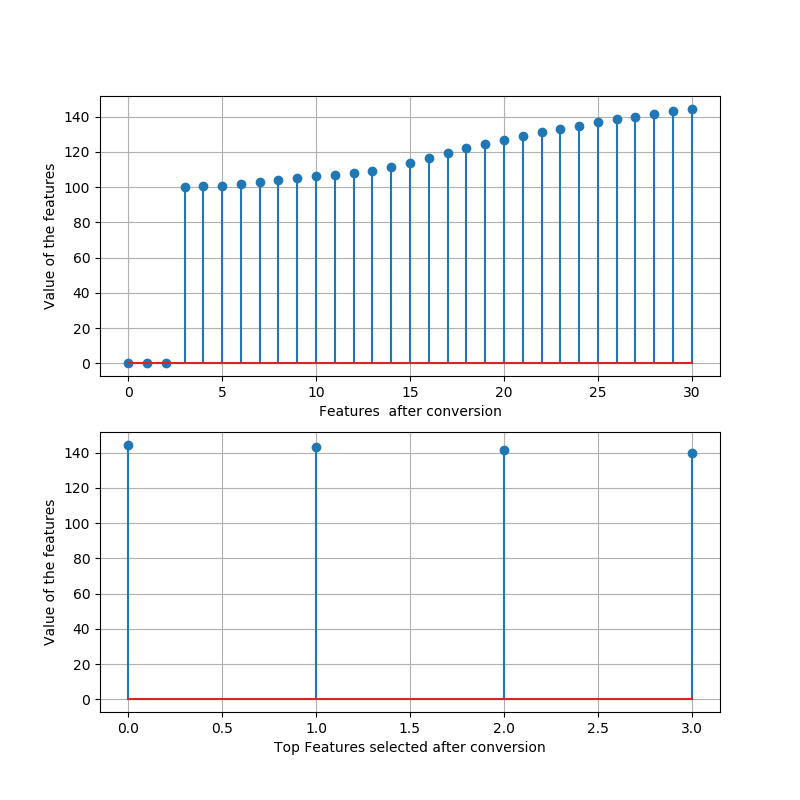 140
120
100
80
60
40
20
0
Value of the features
0 5 10 15 20 25 30
Features  after conversion
140
120
100
80
60
40
20
0
Value of the features
0.0 0.5 1.0 1.5 2.0 2.5 3.0
Top Features selected after conversion